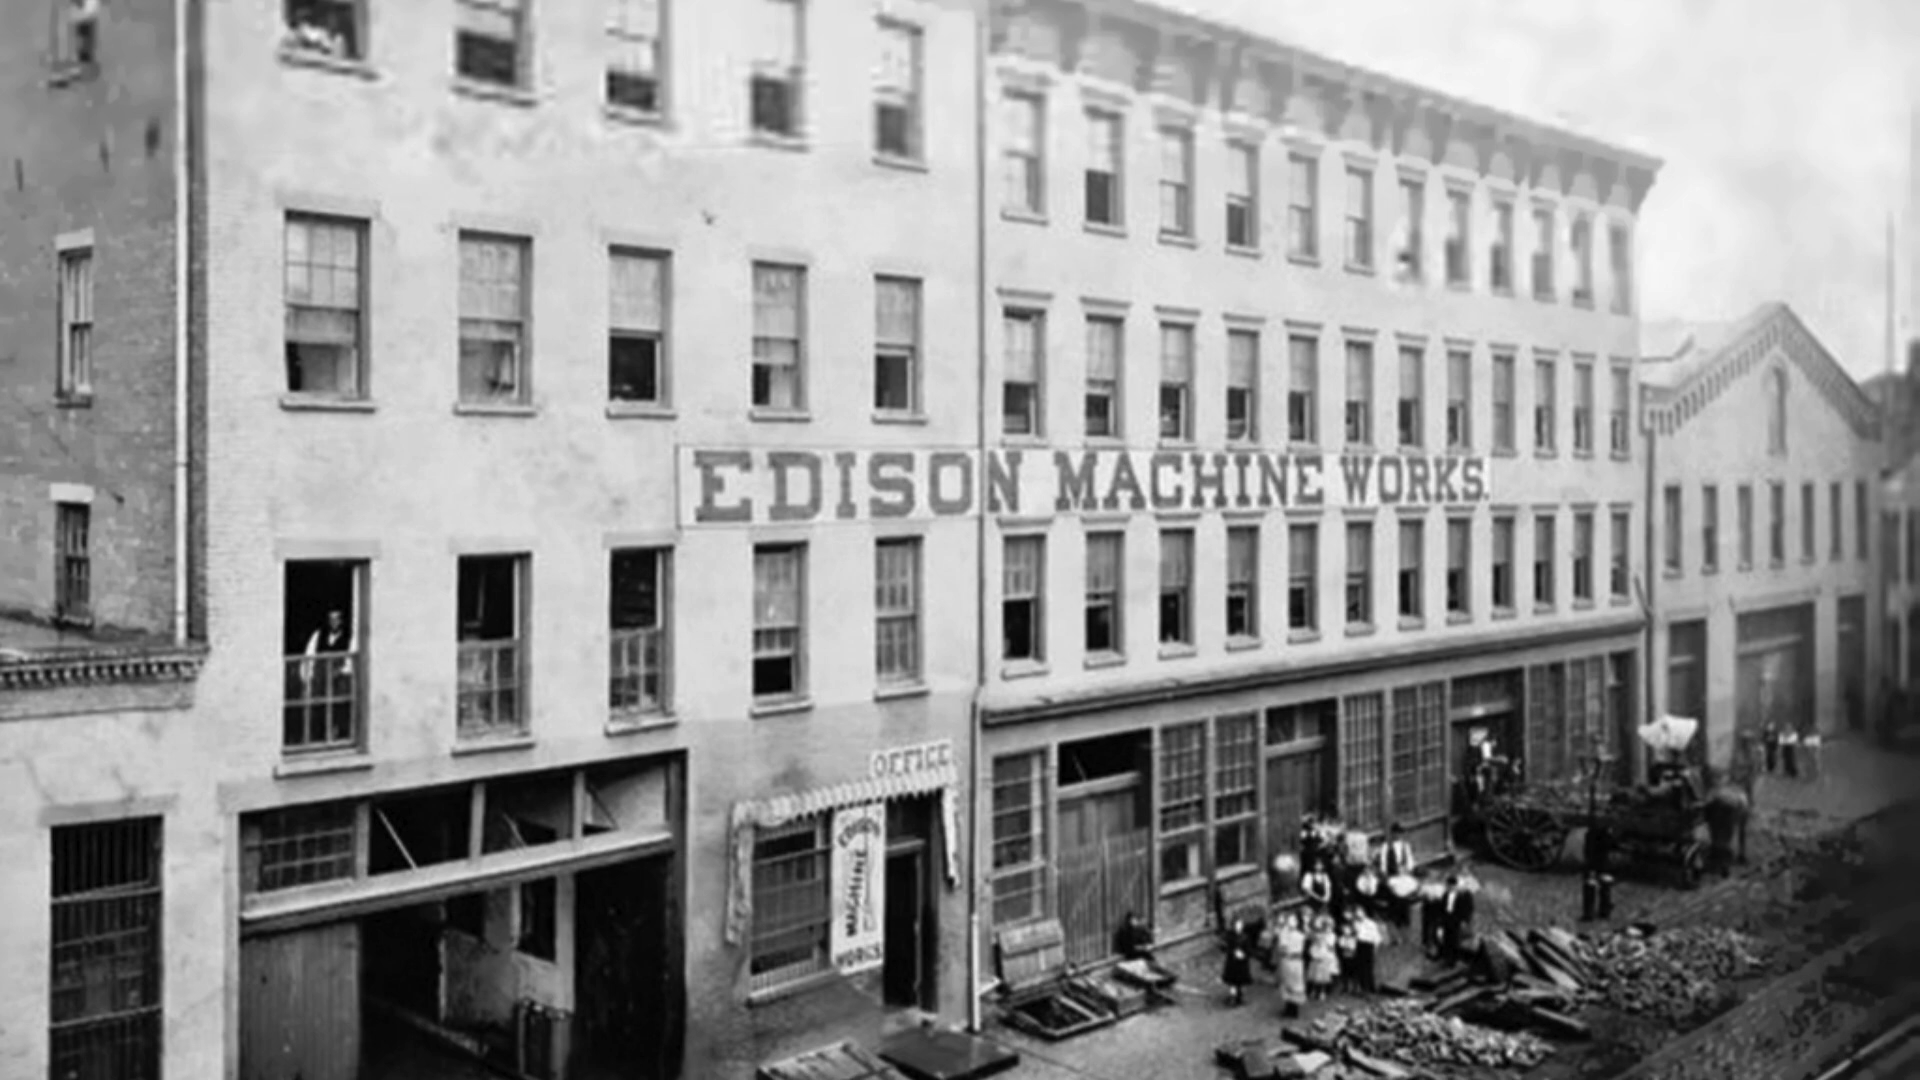 EDISON MACHINE WORKS.
OFFICE
EDISON
MACHINE
WORKS